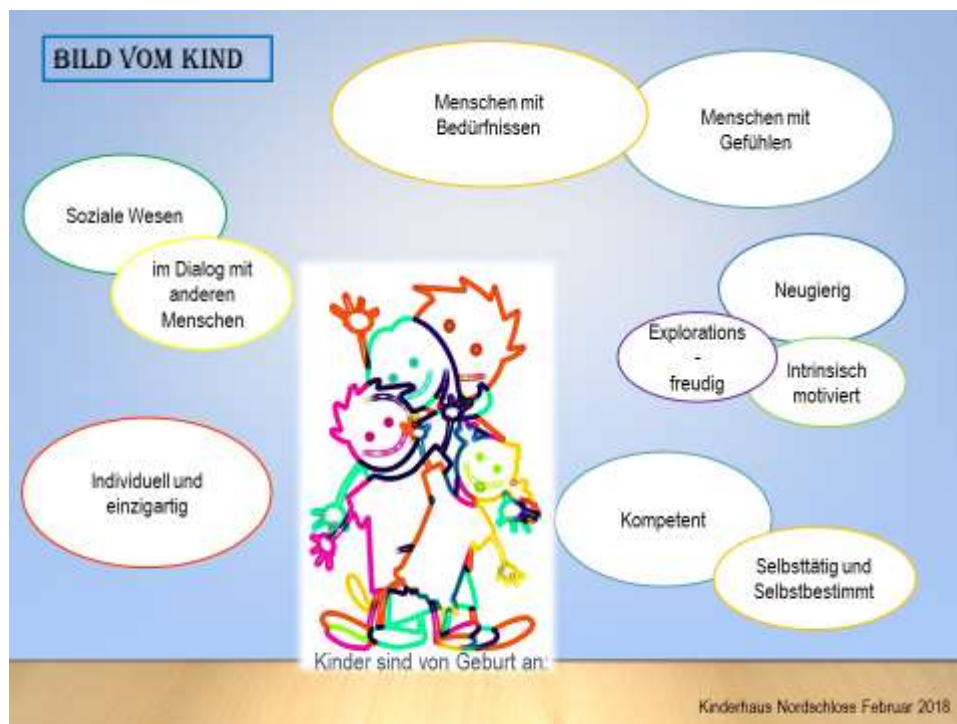 BILD VOM KIND
Menschen mit
Bedürfnissen
Menschen mit
Gefühlen
Soziale Wesen
im Dialog mit
anderen
Menschen
Neugierig
Explorations
-
freudig
Intrinsisch
motiviert
Individuell und
einzigartig
Kompetent
Selbsttätig und
Selbstbestimmt
Kinder sind von Geburt an:
Kinderhaus Nordschloss Februar 2018